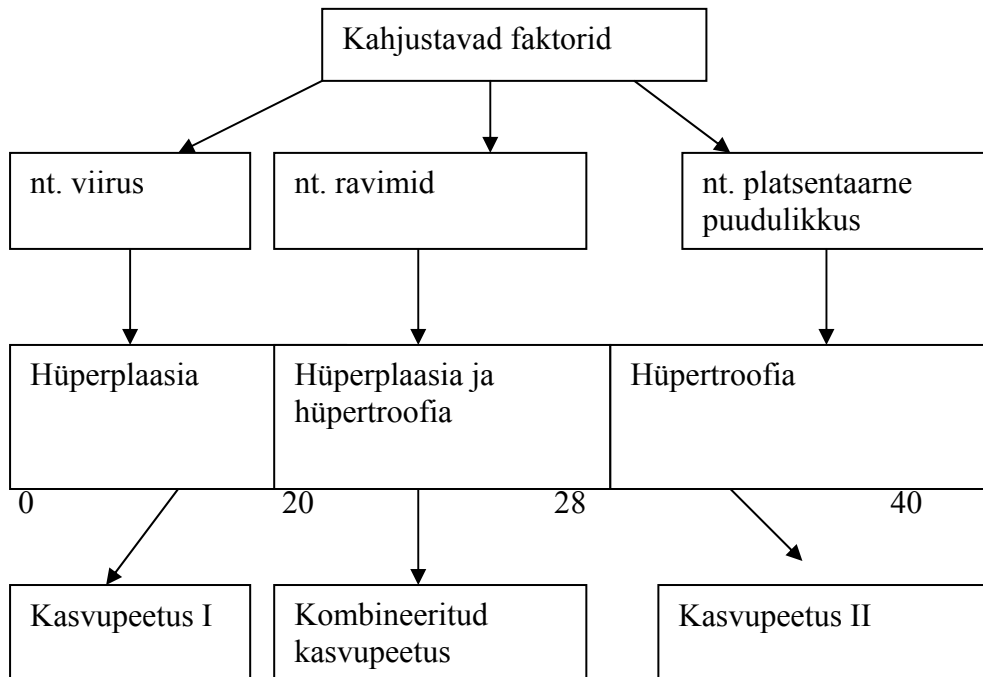 Kahjustavad faktorid
nt. viirus
nt. ravimid
nt. platsentaarne
puudulikkus
Hüperplaasia
Hüperplaasia ja
hüpertroofia
Hüpertroofia
0
20
28
40
Kasvupeetus I
Kombineeritud
kasvupeetus
Kasvupeetus II